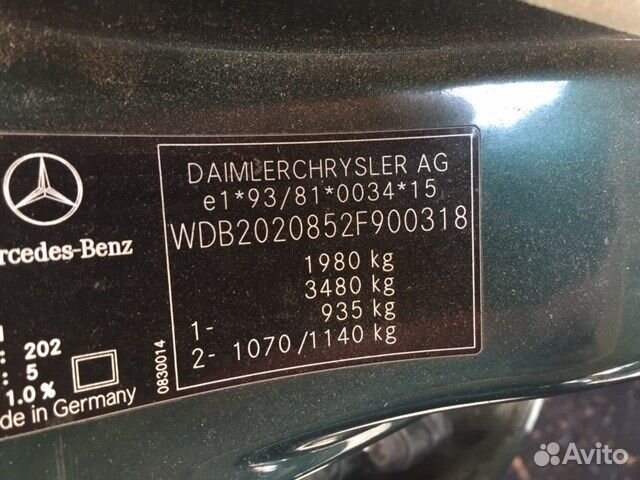 DAIMLERCHRYSLER AG
e1*93/81*0034*15
WDB2020852F900318
1980 kg
3480 kg
1- 935 kg
2- 1070/1140 kg
rcedes-Benz
: 202
: 5
1.0 %
de in Germany
0830014
Avito